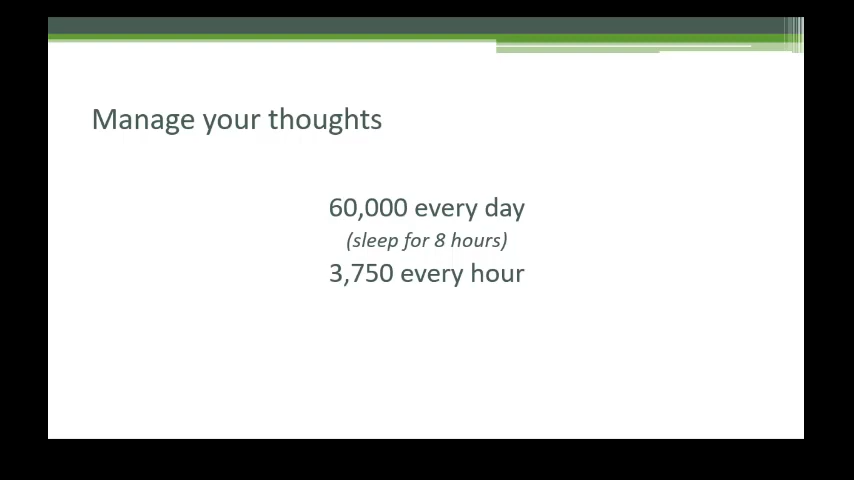 Manage your thoughts
60,000 every day
(sleep for 8 hours)
3,750 every hour